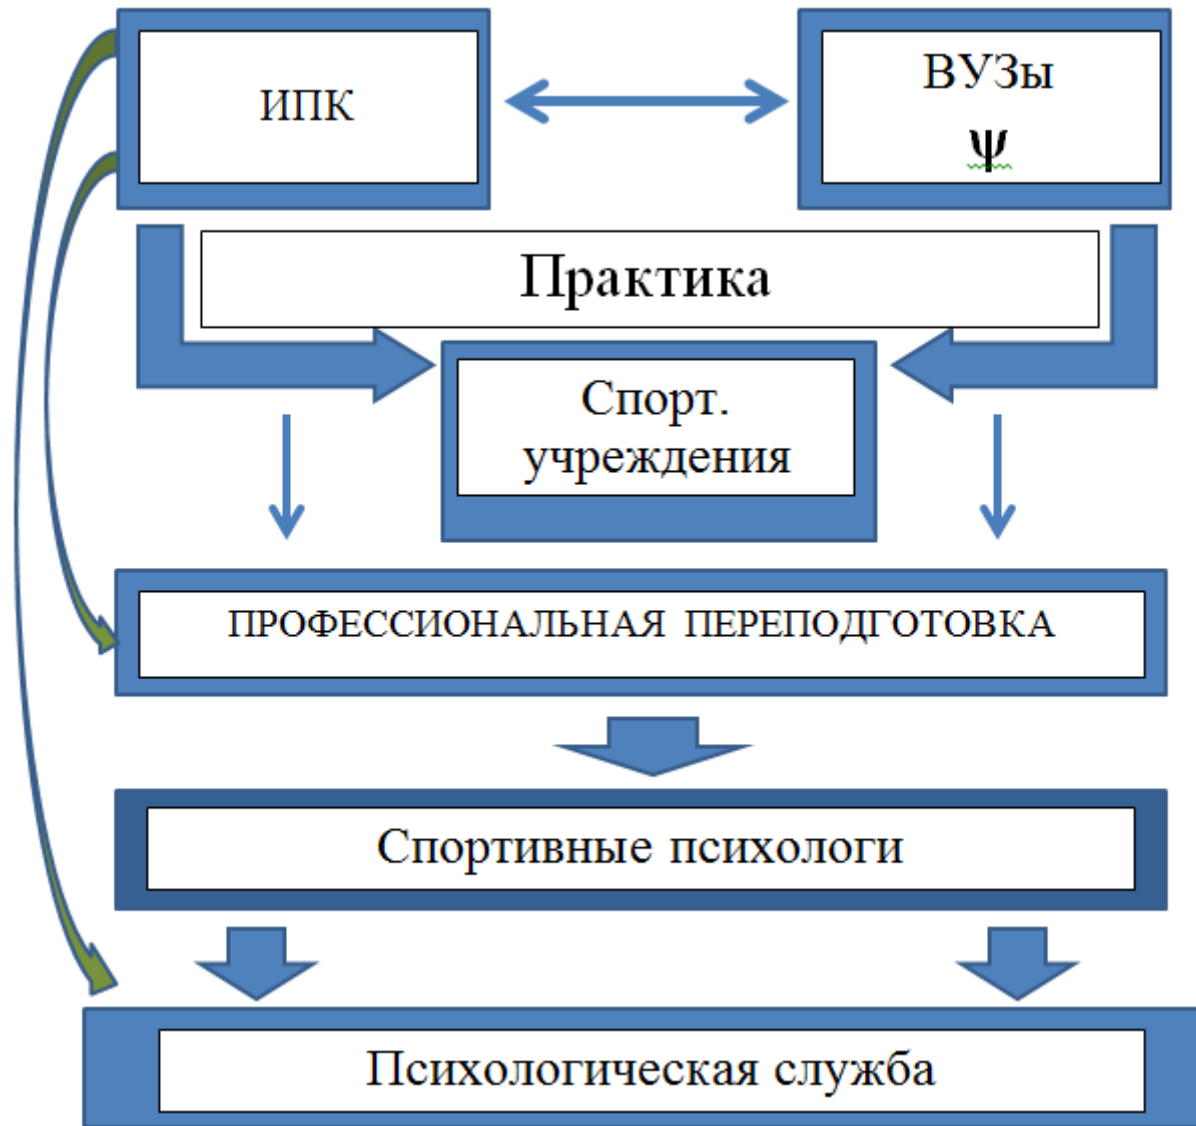 ИПК
ВУЗы
ψ
Практика
Спорт.
учреждения
ПРОФЕССИОНАЛЬНАЯ ПЕРЕПОДГОТОВКА
Спортивные психологи
Психологическая служба